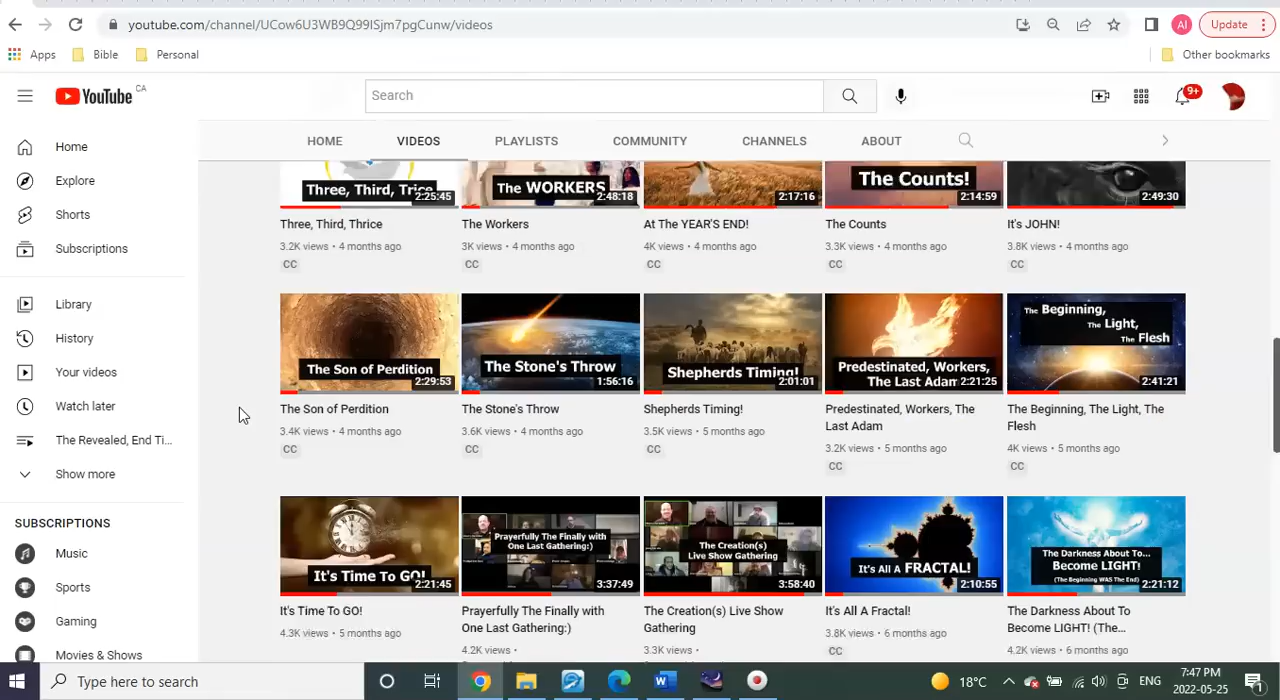 youtube.com/channel/UCow6U3WB9Q99ISjm7pgCunw/videos
AI
Update
Apps
Bible
Personal
Other bookmarks
YouTube CA
Search
9+
Home
Explore
Shorts
Subscriptions
Library
History
Your videos
Watch later
The Revealed, End Ti...
Show more
SUBSCRIPTIONS
Music
Sports
Gaming
Movies & Shows
HOME VIDEOS PLAYLISTS COMMUNITY CHANNELS ABOUT
Three, Third, Trice
2:25:45
Three, Third, Thrice
3.2K views • 4 months ago
CC
The WORKERS
2:48:18
The Workers
3K views • 4 months ago
CC
2:17:16
At The YEAR'S END!
4K views • 4 months ago
CC
The Counts!
2:14:59
The Counts
3.3K views • 4 months ago
CC
2:49:30
It's JOHN!
3.8K views • 4 months ago
CC
The Son of Perdition
2:29:53
The Son of Perdition
3.4K views • 4 months ago
CC
The Stone's Throw
1:56:16
The Stone's Throw
3.6K views • 4 months ago
CC
Shepherds Timing!
2:01:01
Shepherds Timing!
3.5K views • 5 months ago
CC
Predestinated, Workers,
The Last Adam
2:21:25
Predestinated, Workers, The
Last Adam
3.2K views • 5 months ago
CC
The Beginning,
The Light,
The Flesh
2:41:21
The Beginning, The Light, The
Flesh
4K views • 5 months ago
CC
It's Time To GO!
2:21:45
It's Time To GO!
4.3K views • 5 months ago
Prayerfully The Finally with
One Last Gathering:)
3:37:49
Prayerfully The Finally with
One Last Gathering:)
4.2K views •
The Creation(s)
Live Show Gathering
3:58:40
The Creation(s) Live Show
Gathering
3.3K views •
It's All A FRACTAL!
2:10:55
It's All A Fractal!
3.8K views • 6 months ago
CC
The Darkness About To...
Become LIGHT!
(The Beginning WAS The End)
2:21:12
The Darkness About To
Become LIGHT! (The...
4.2K views • 6 months ago
Type here to search
18°C
ENG
7:47 PM
2022-05-25
1